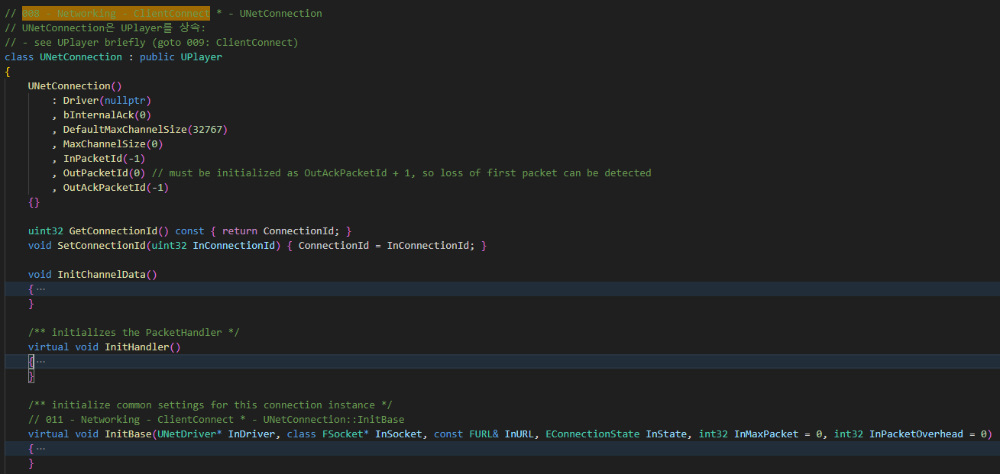 // 008 - Networking - ClientConnect * - UNetConnection
// UNetConnection은 UPlayer를 상속:
// - see UPlayer briefly (goto 009: ClientConnect)
class UNetConnection : public UPlayer
{
    UNetConnection()
        : Driver(nullptr)
        , bInternalAck(0)
        , DefaultMaxChannelSize(32767)
        , MaxChannelSize(0)
        , InPacketId(-1)
        , OutPacketId(0) // must be initialized as OutAckPacketId + 1, so loss of first packet can be detected
        , OutAckPacketId(-1)
    {}

    uint32 GetConnectionId() const { return ConnectionId; }
    void SetConnectionId(uint32 InConnectionId) { ConnectionId = InConnectionId; }

    void InitChannelData()
    { ⋯
    }

    /** initializes the PacketHandler */
    virtual void InitHandler()
    { ⋯
    }

    /** initialize common settings for this connection instance */
    // 011 - Networking - ClientConnect * - UNetConnection::InitBase
    virtual void InitBase(UNetDriver* InDriver, class FSocket* InSocket, const FURL& InURL, EConnectionState InState, int32 InMaxPacket = 0, int32 InPacketOverhead = 0)
    { ⋯
    }